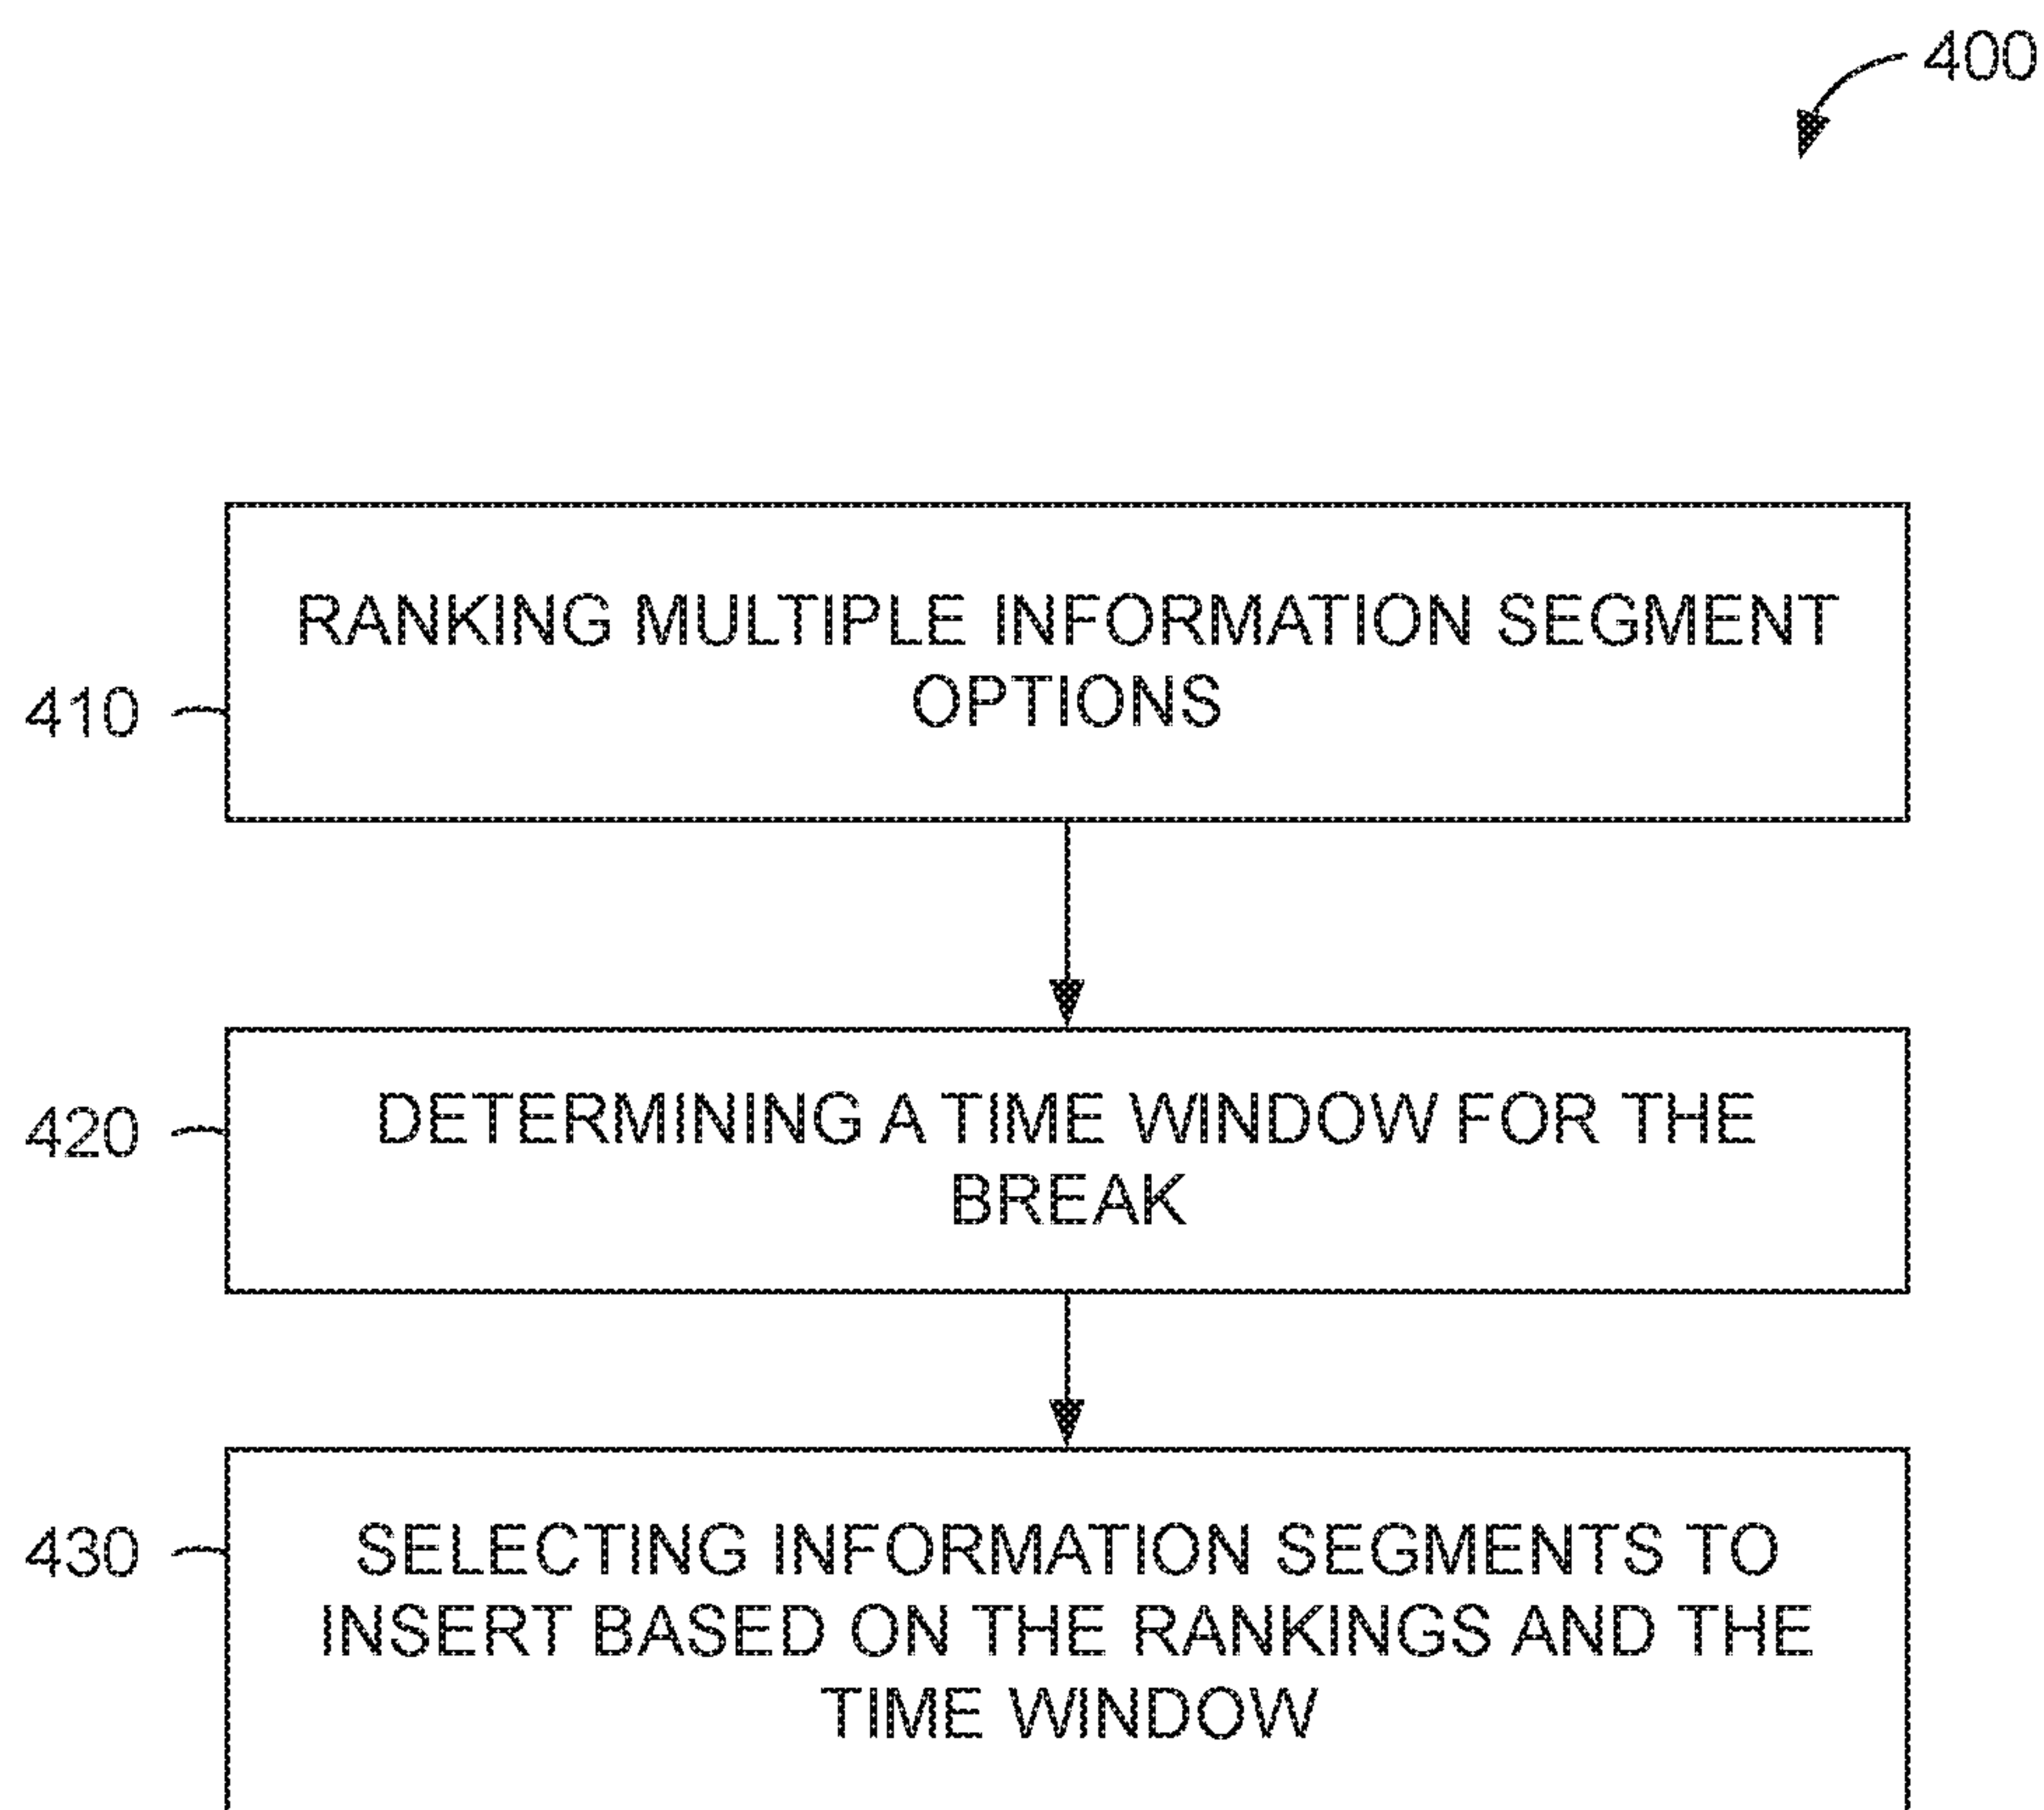 400
RANKING MULTIPLE INFORMATION SEGMENT
OPTIONS
410
DETERMINING A TIME WINDOW FOR THE
BREAK
420
SELECTING INFORMATION SEGMENTS TO
INSERT BASED ON THE RANKINGS AND THE
TIME WINDOW
430